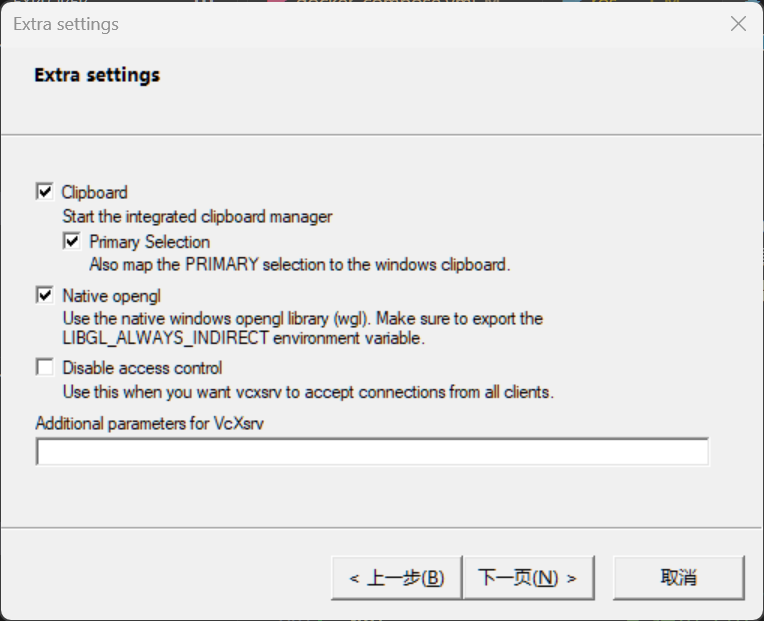 Extra settings
Extra settings
Clipboard
Start the integrated clipboard manager
Primary Selection
Also map the PRIMARY selection to the windows clipboard.
Native opengl
Use the native windows opengl library (wgl). Make sure to export the
LIBGL_ALWAYS_INDIRECT environment variable.
Disable access control
Use this when you want vcxsrv to accept connections from all clients.
Additional parameters for VcXsrv
< 上一步(B) 下一页(N) > 取消